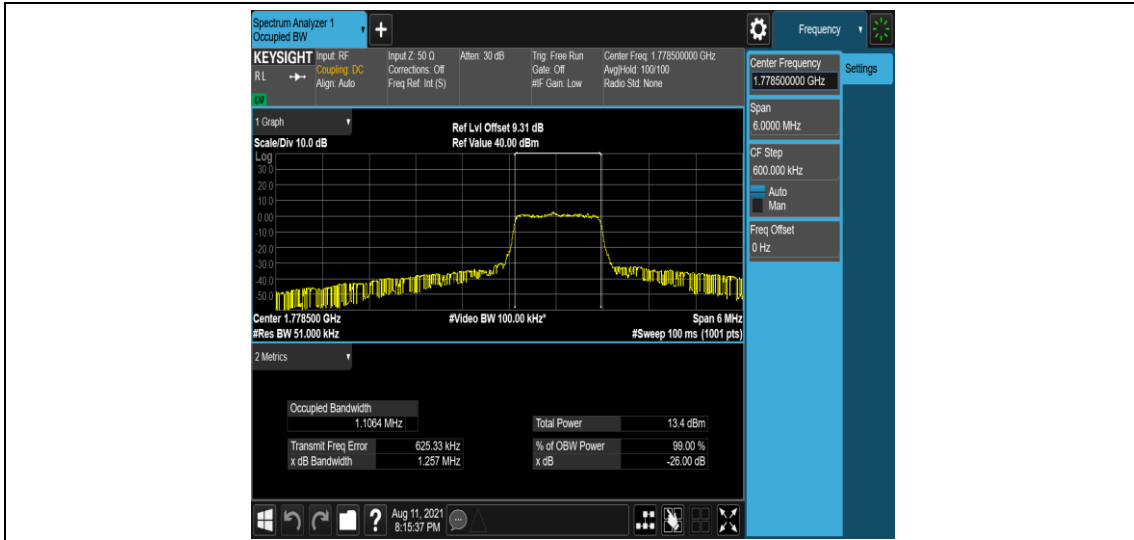 Spectrum Analyzer 1
Occupied BW
Frequency
KEYSIGHT
RL
Input: RF
Coupling: DC
Align: Auto
Input Z: 50 Ω
Corrections: Off
Freq Ref: Int (S)
Atten: 30 dB
Trig: Free Run
Gate: Off
#IF Gain: Low
Center Freq: 1.778500000 GHz
Avg|Hold: 100/100
Radio Std: None
Center Frequency
1.778500000 GHz
Settings
Span
6.0000 MHz
CF Step
600.000 kHz
Auto
Man
Freq Offset
0 Hz
1 Graph
Ref Lvl Offset 9.31 dB
Scale/Div 10.0 dB
Ref Value 40.00 dBm
Log
30.0
20.0
10.0
0.00
-10.0
-20.0
-30.0
-40.0
-50.0
Center 1.778500 GHz
#Video BW 100.00 kHz*
Span 6 MHz
#Res BW 51.000 kHz
#Sweep 100 ms (1001 pts)
2 Metrics
Occupied Bandwidth
1.1064 MHz
Total Power 13.4 dBm
Transmit Freq Error 625.33 kHz
% of OBW Power 99.00 %
x dB Bandwidth 1.257 MHz
x dB -26.00 dB
?
Aug 11, 2021
8:15:37 PM